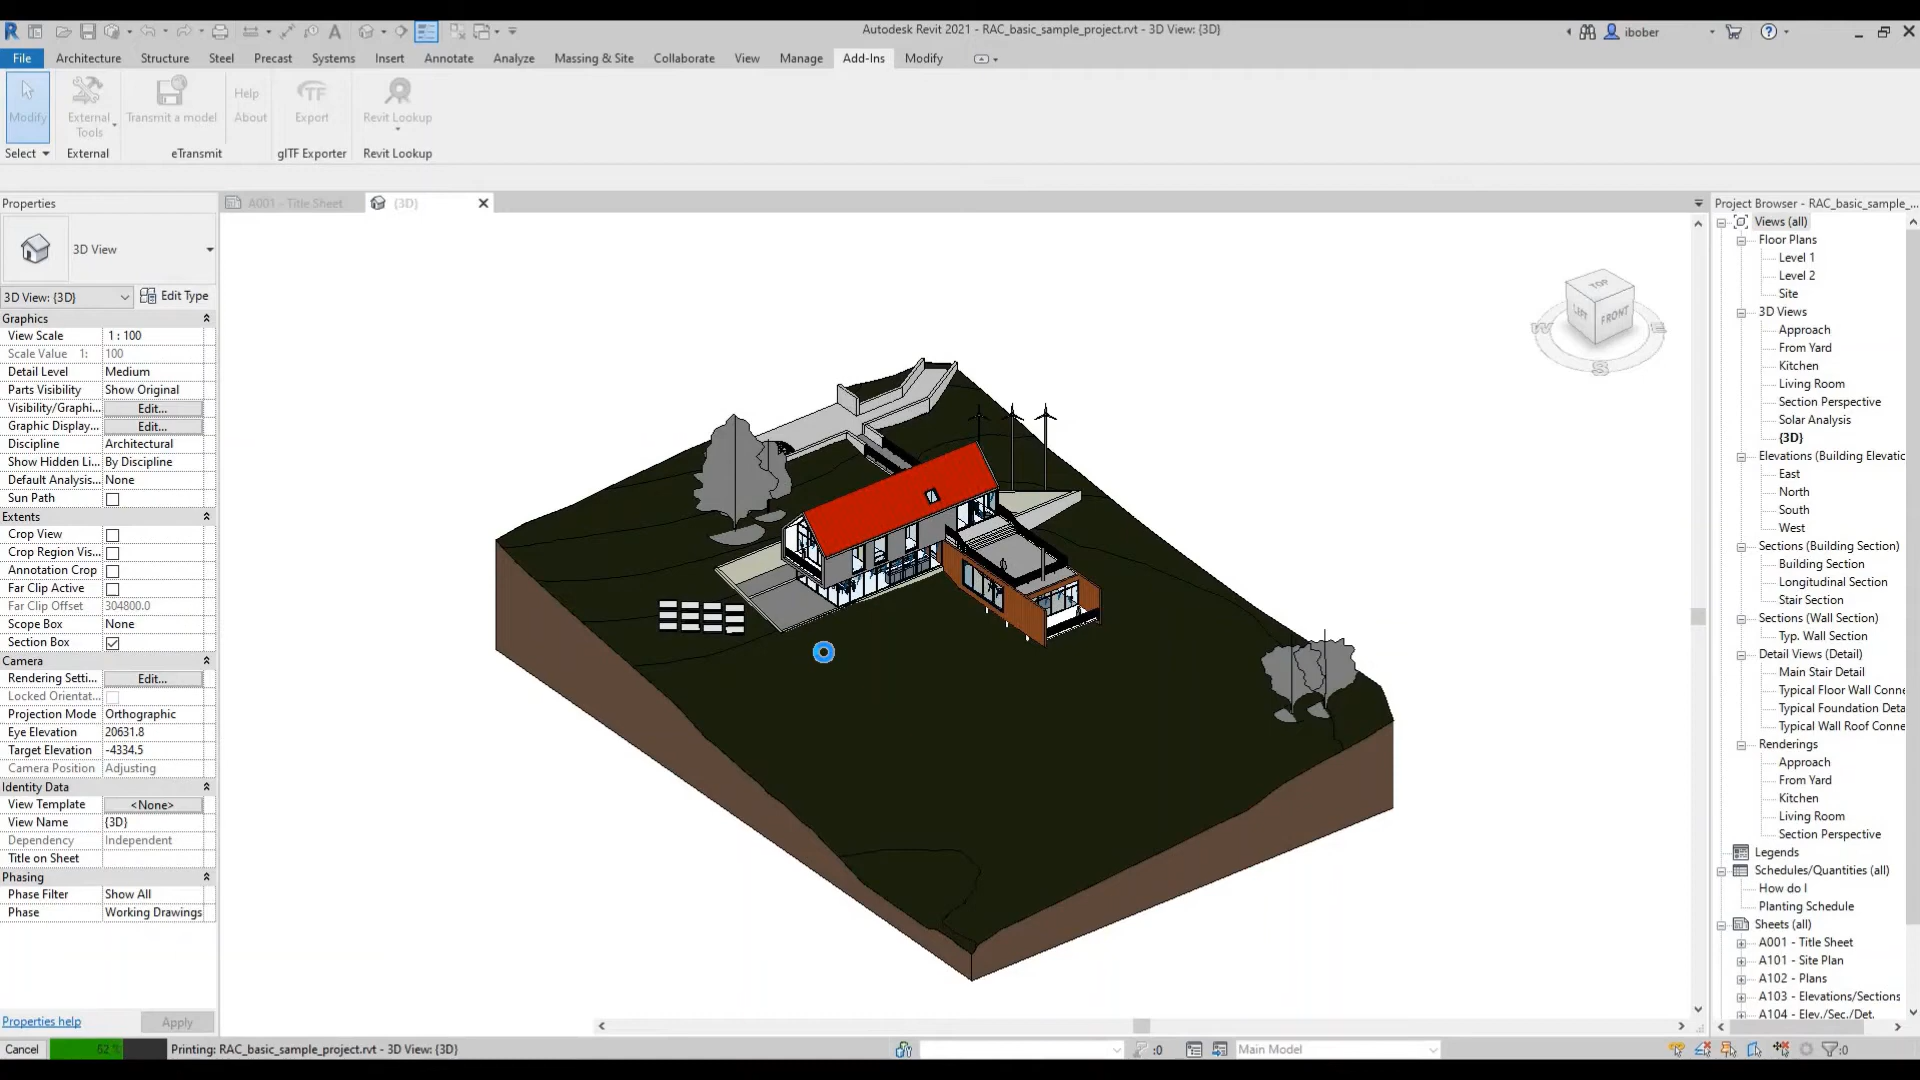 Autodesk Revit 2021 - RAC_basic_sample_project.rvt - 3D View: {3D}
ibober
File Architecture Structure Steel Precast Systems Insert Annotate Analyze Massing & Site Collaborate View Manage Add-Ins Modify
Modify
External Tools
Transmit a model
Help
About
TF
Export
Revit Lookup
Select External eTransmit glTF Exporter Revit Lookup
Properties
A001 - Title Sheet
{3D}
Project Browser - RAC_basic_sample_...
3D View
3D View: {3D}
Edit Type
Graphics
View Scale 1 : 100
Scale Value 1: 100
Detail Level Medium
Parts Visibility Show Original
Visibility/Graphi... Edit...
Graphic Display... Edit...
Discipline Architectural
Show Hidden Li... By Discipline
Default Analysis... None
Sun Path
Extents
Crop View
Crop Region Vis...
Annotation Crop
Far Clip Active
Far Clip Offset 304800.0
Scope Box None
Section Box
Camera
Rendering Setti... Edit...
Locked Orientat...
Projection Mode Orthographic
Eye Elevation 20631.8
Target Elevation -4334.5
Camera Position Adjusting
Identity Data
View Template <None>
View Name {3D}
Dependency Independent
Title on Sheet
Phasing
Phase Filter Show All
Phase Working Drawings
Properties help
Apply
TOP
LEFT
FRONT
W
E
S
Views (all)
Floor Plans
Level 1
Level 2
Site
3D Views
Approach
From Yard
Kitchen
Living Room
Section Perspective
Solar Analysis
{3D}
Elevations (Building Elevatic
East
North
South
West
Sections (Building Section)
Building Section
Longitudinal Section
Stair Section
Sections (Wall Section)
Typ. Wall Section
Detail Views (Detail)
Main Stair Detail
Typical Floor Wall Conne
Typical Foundation Deta
Typical Wall Roof Conne
Renderings
Approach
From Yard
Kitchen
Living Room
Section Perspective
Legends
Schedules/Quantities (all)
How do I
Planting Schedule
Sheets (all)
A001 - Title Sheet
A101 - Site Plan
A102 - Plans
A103 - Elevations/Sections
A104 - Elev./Sec./Det.
Cancel
62 %
Printing: RAC_basic_sample_project.rvt - 3D View: {3D}
:0
Main Model
:0